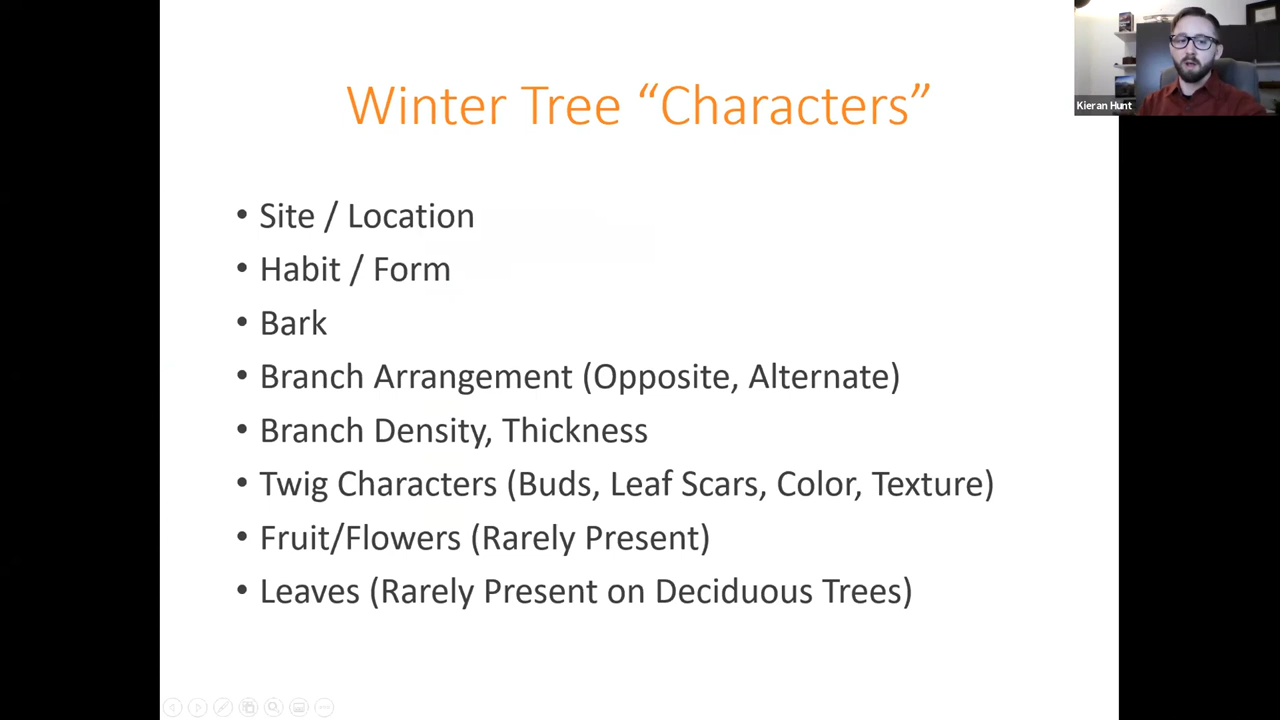 Winter Tree “Characters”
Kieran Hunt
• Site / Location
• Habit / Form
• Bark
• Branch Arrangement (Opposite, Alternate)
• Branch Density, Thickness
• Twig Characters (Buds, Leaf Scars, Color, Texture)
• Fruit/Flowers (Rarely Present)
• Leaves (Rarely Present on Deciduous Trees)